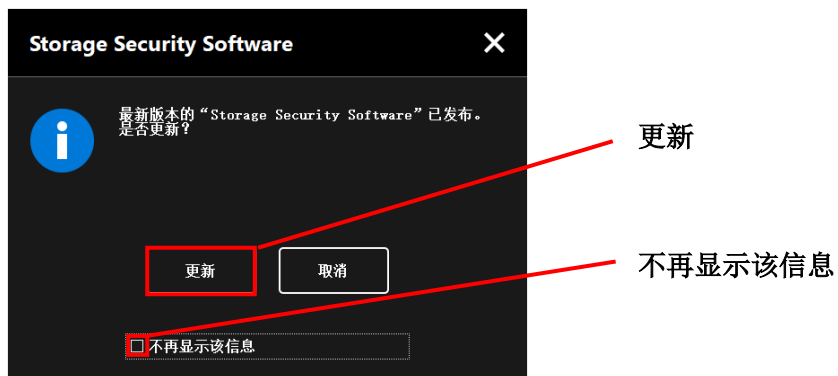 Storage Security Software
最新版本的“Storage Security Software”已发布。
是否更新?
更新
取消
不再显示该信息
更新
不再显示该信息